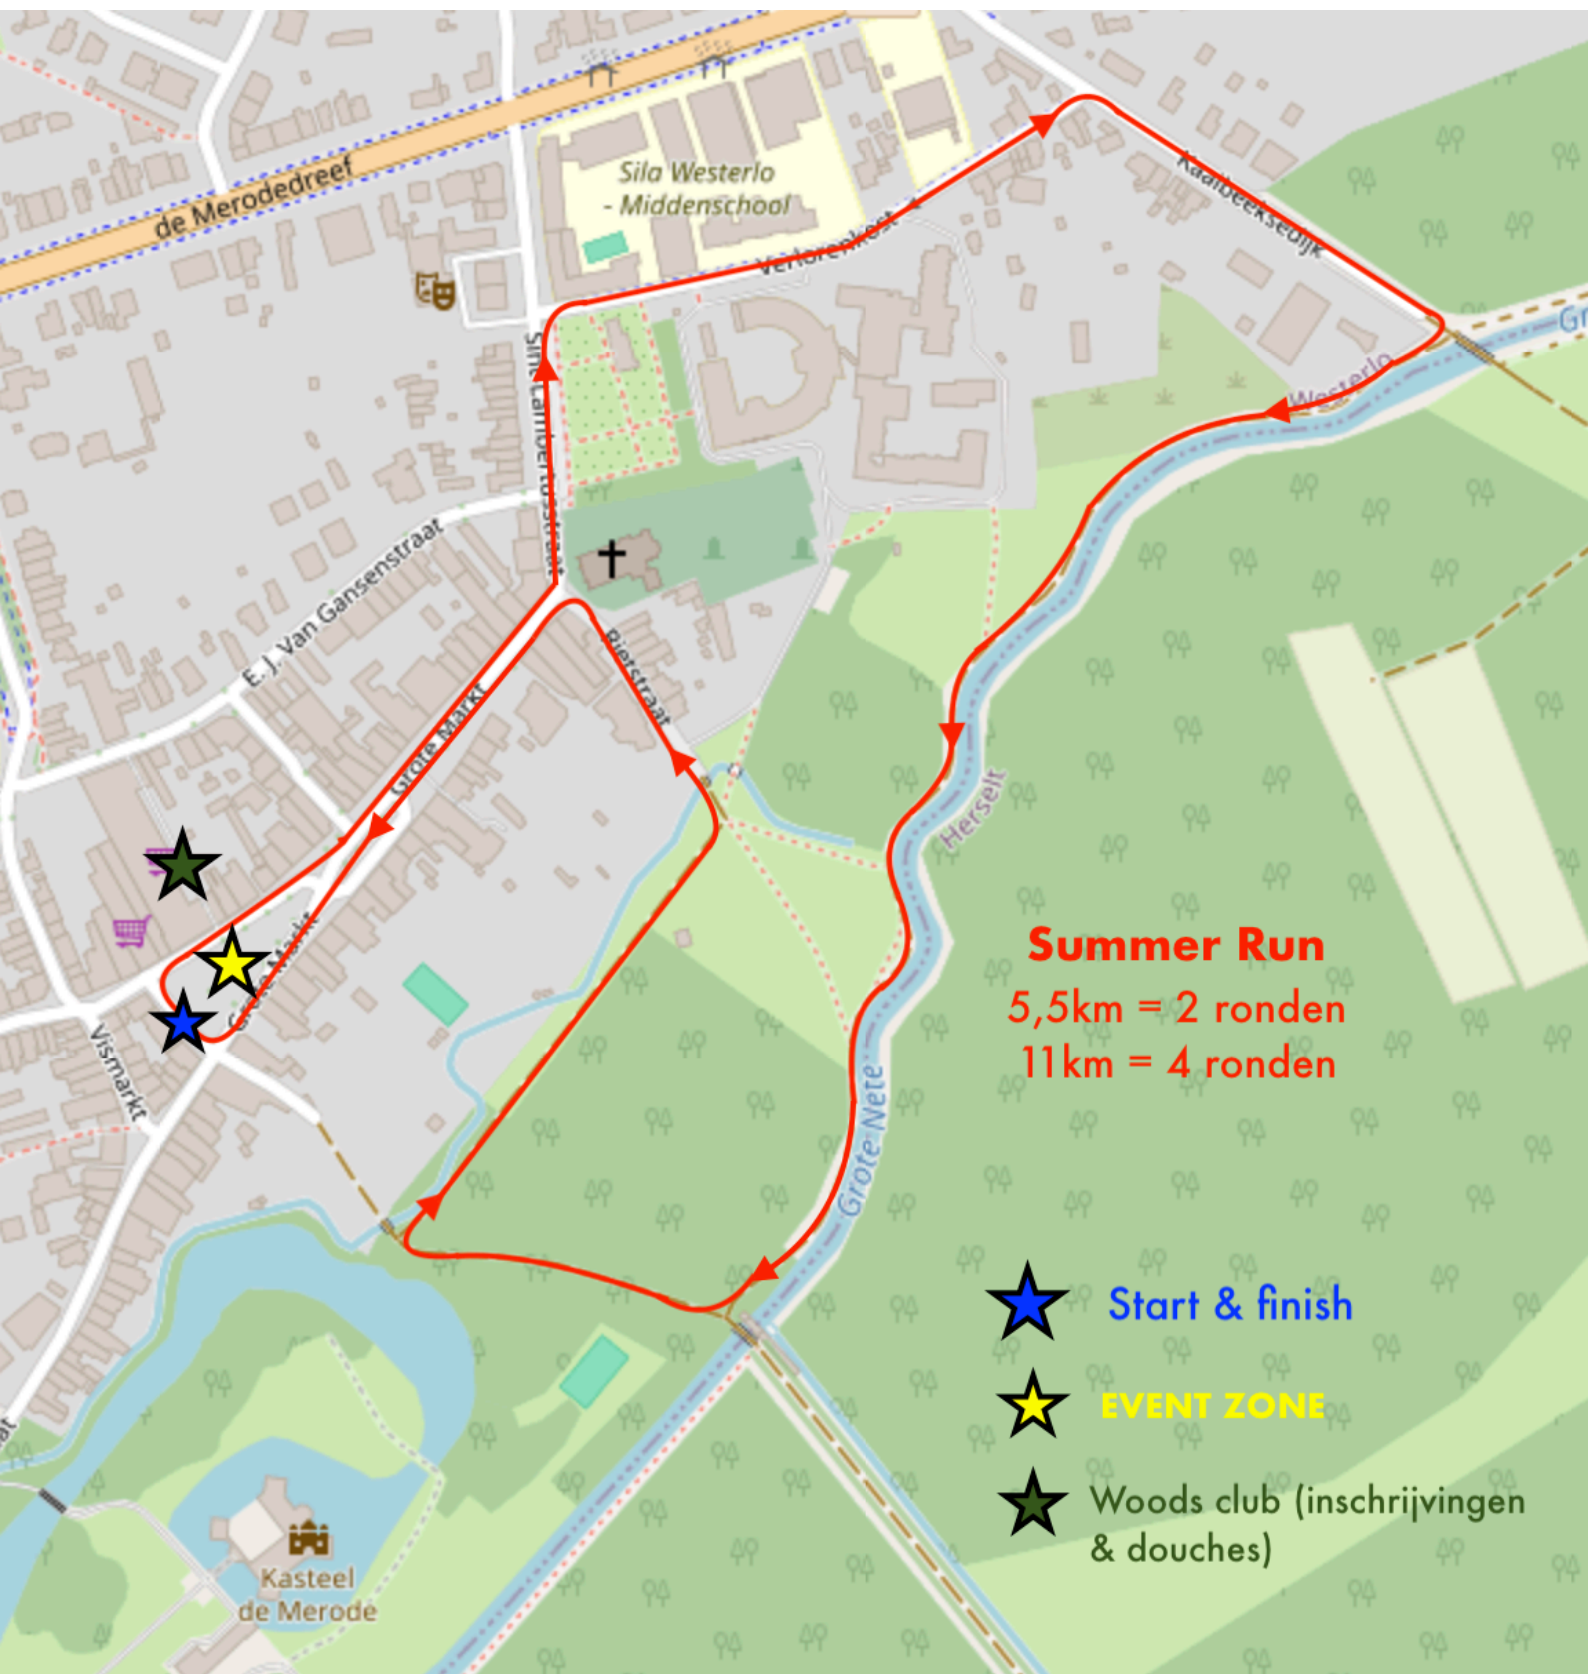 de Merodedreef
Sila Westerlo
- Middenschool
Verlorenkost
Kaaibeeksedijk
Sint-Lambertusstraat
Westerlo
E. J. Van Gansenstraat
Rietstraat
Grote Markt
Herselt
Grote Markt
Vismarkt
Grote Nete
Summer Run
5,5km = 2 ronden
11km = 4 ronden
Start & finish
EVENT ZONE
Woods club (inschrijvingen
& douches)
Kasteel
de Merode